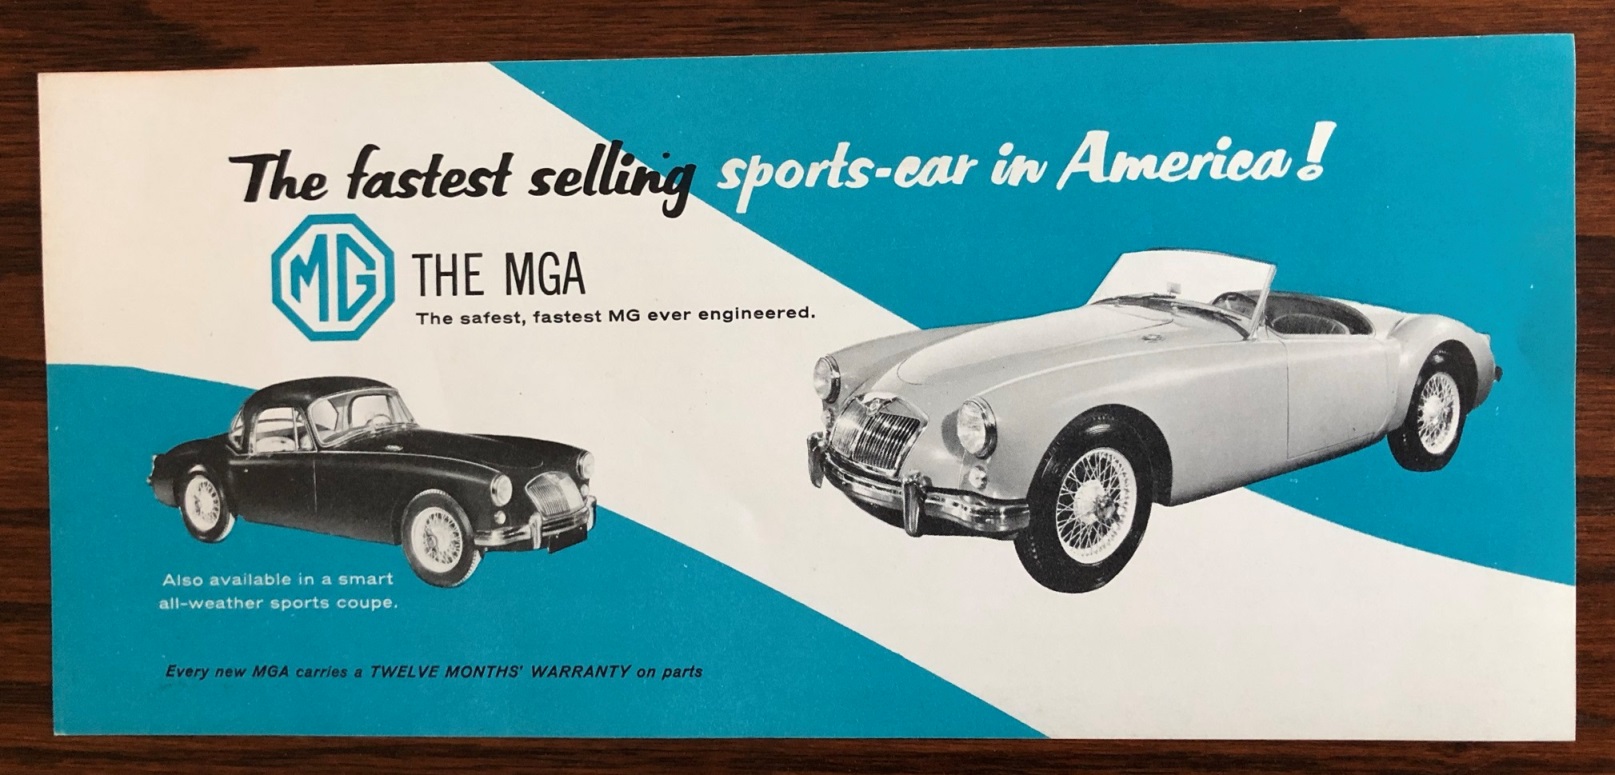 The fastest selling sports-car in America!
MG
THE MGA
The safest, fastest MG ever engineered.
Also available in a smart
all-weather sports coupe.
Every new MGA carries a TWELVE MONTHS' WARRANTY on parts